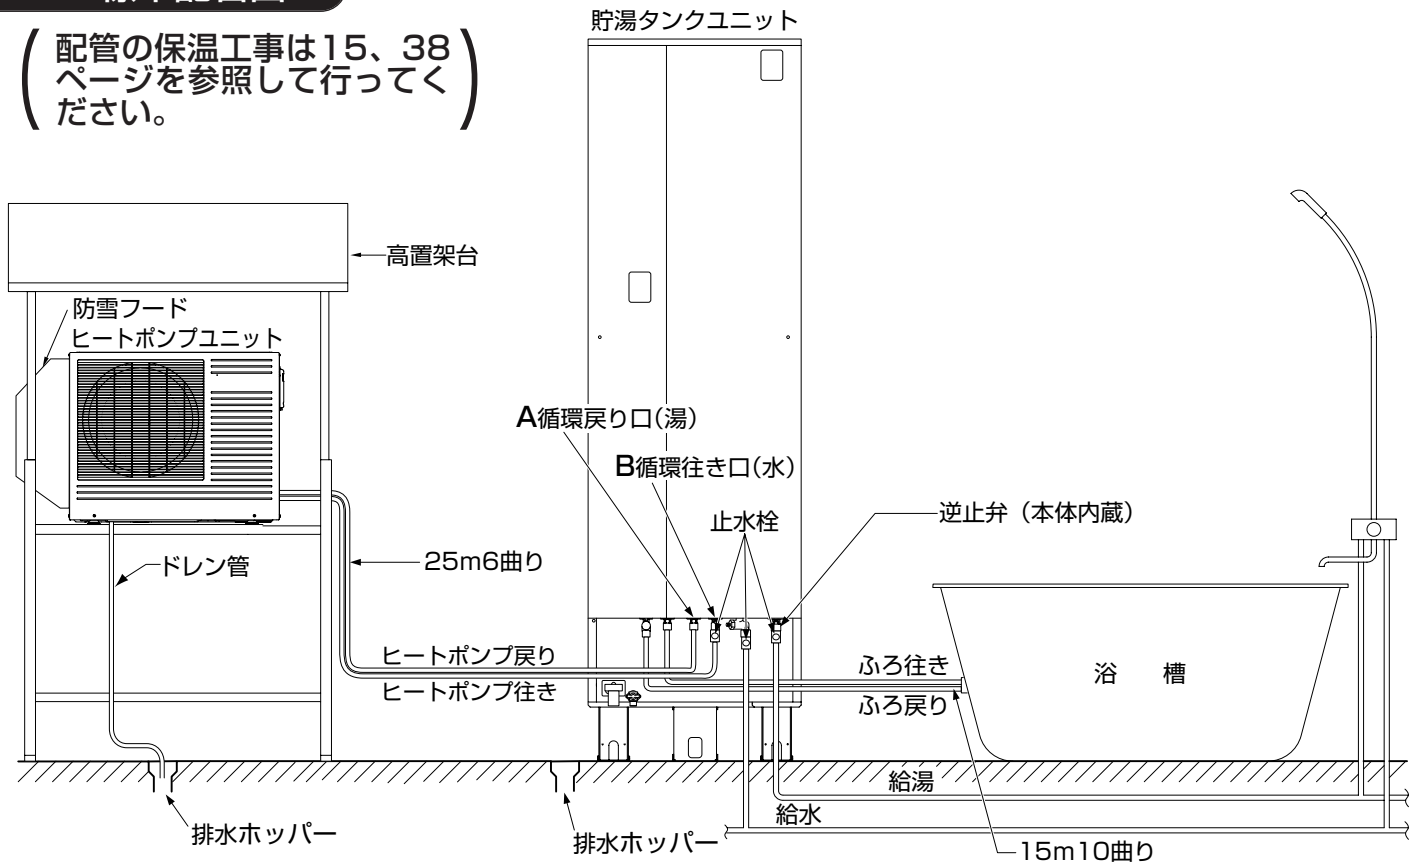 配管の保温工事は15、38
ページを参照して行ってく
ださい。
貯湯タンクユニット
高置架台
防雪フード
ヒートポンプユニット
A循環戻り口(湯)
B循環往き口(水)
止水栓
逆止弁（本体内蔵）
ドレン管
25m6曲り
ヒートポンプ戻り
ヒートポンプ往き
ふろ往き
ふろ戻り
浴　槽
給湯
給水
排水ホッパー
排水ホッパー
15m10曲り